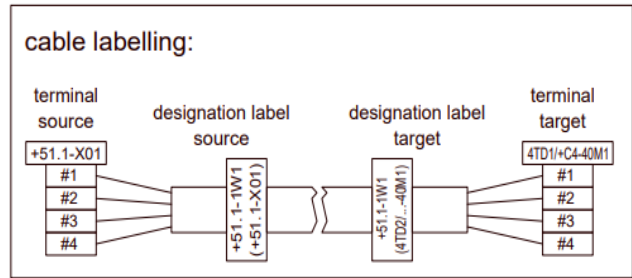 cable labelling:
terminal
source
designation label
source
designation label
target
terminal
target
+51.1-X01
#1
#2
#3
#4
+51.1-1W1
(+51.1-X01)
+51.1-1W1
(4TD2/...-40M1)
4TD1/+C4-40M1
#1
#2
#3
#4